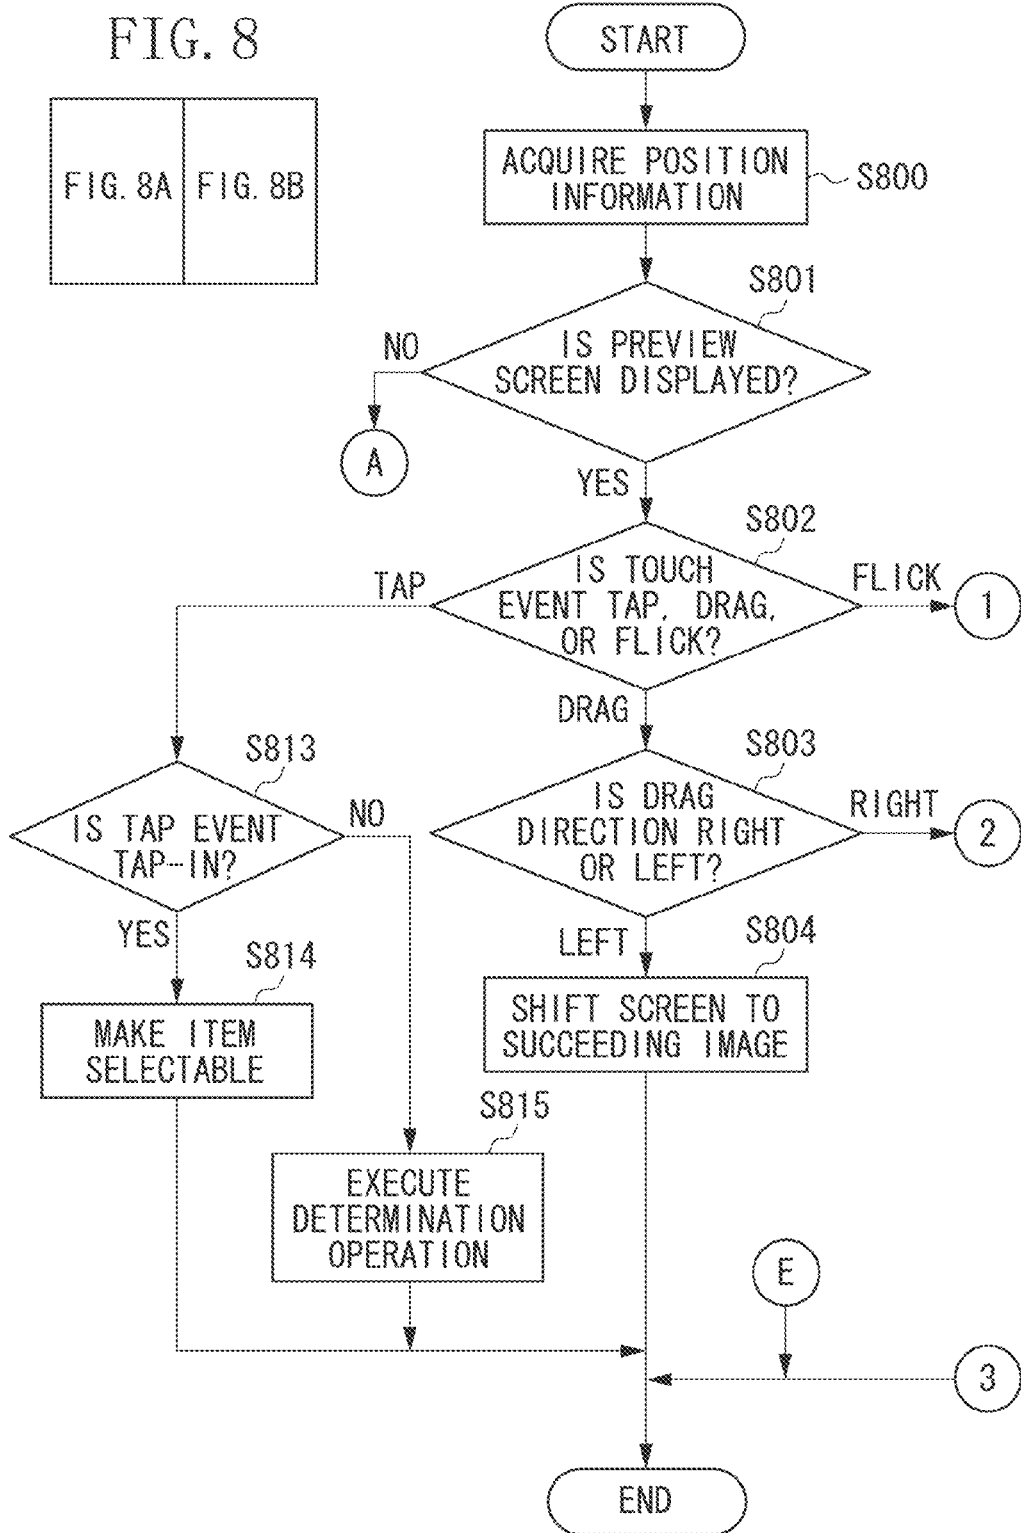 FIG. 8
FIG. 8A
FIG. 8B
START
ACQUIRE POSITION
INFORMATION
S800
S801
IS PREVIEW
SCREEN DISPLAYED?
NO
A
YES
S802
IS TOUCH
EVENT TAP, DRAG,
OR FLICK?
TAP
FLICK
1
DRAG
S803
IS DRAG
DIRECTION RIGHT
OR LEFT?
RIGHT
2
S813
IS TAP EVENT
TAP-IN?
NO
YES
LEFT
S814
MAKE ITEM
SELECTABLE
S804
SHIFT SCREEN TO
SUCCEEDING IMAGE
S815
EXECUTE
DETERMINATION
OPERATION
E
3
END